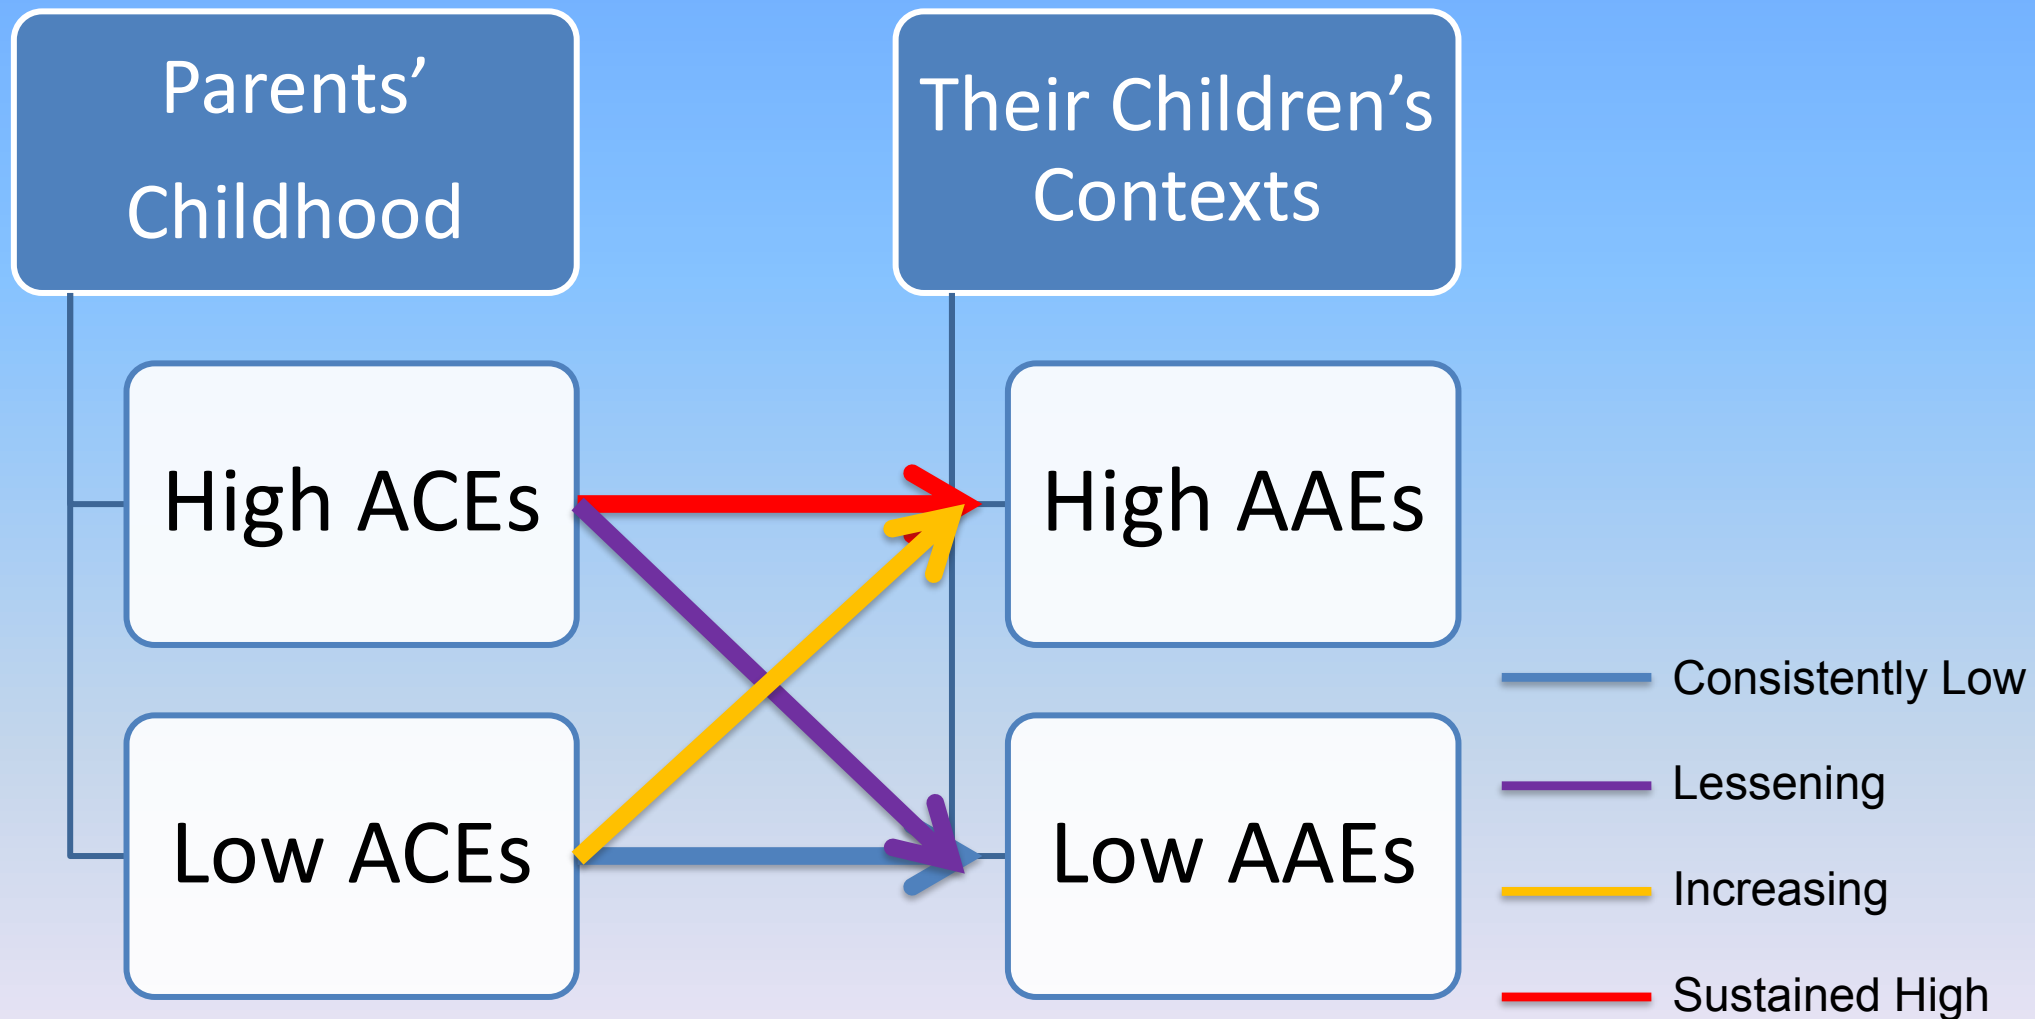 Parents’
Childhood
Their Children’s
Contexts
High ACEs
High AAEs
Low ACEs
Low AAEs
Consistently Low
Lessening
Increasing
Sustained High